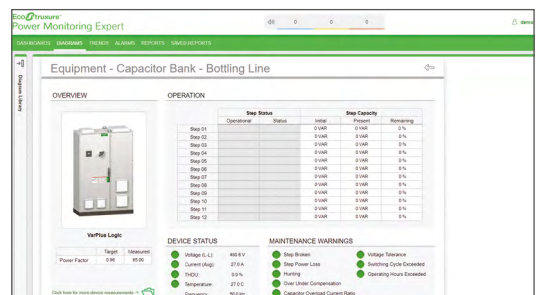 EcoStruxure™
Power Monitoring Expert
0 0 0
demo
DASHBOARDS DIAGRAMS TRENDS ALARMS REPORTS SAVED REPORTS
Diagram Library
Equipment - Capacitor Bank - Bottling Line
OVERVIEW
VarPlus Logic
Target Measured
Power Factor 0.98 65.00
Click here for more device measurements ->
OPERATION
Step Status Step Capacity
Operational Status Initial Present Remaining
Step 01 0 VAR 0 VAR 0 %
Step 02 0 VAR 0 VAR 0 %
Step 03 0 VAR 0 VAR 0 %
Step 04 0 VAR 0 VAR 0 %
Step 05 0 VAR 0 VAR 0 %
Step 06 0 VAR 0 VAR 0 %
Step 07 0 VAR 0 VAR 0 %
Step 08 0 VAR 0 VAR 0 %
Step 09 0 VAR 0 VAR 0 %
Step 10 0 VAR 0 VAR 0 %
Step 11 0 VAR 0 VAR 0 %
Step 12 0 VAR 0 VAR 0 %
DEVICE STATUS
Voltage (L-L) 400.6 V
Current (Avg) 27.0 A
THDU 0.0 %
Temperature 27.0 C
Frequency 50.0 Hz
MAINTENANCE WARNINGS
Step Broken
Step Power Loss
Hunting
Over Under Compensation
Capacitor Overload Current Ratio
Voltage Tolerance
Switching Cycle Exceeded
Operating Hours Exceeded